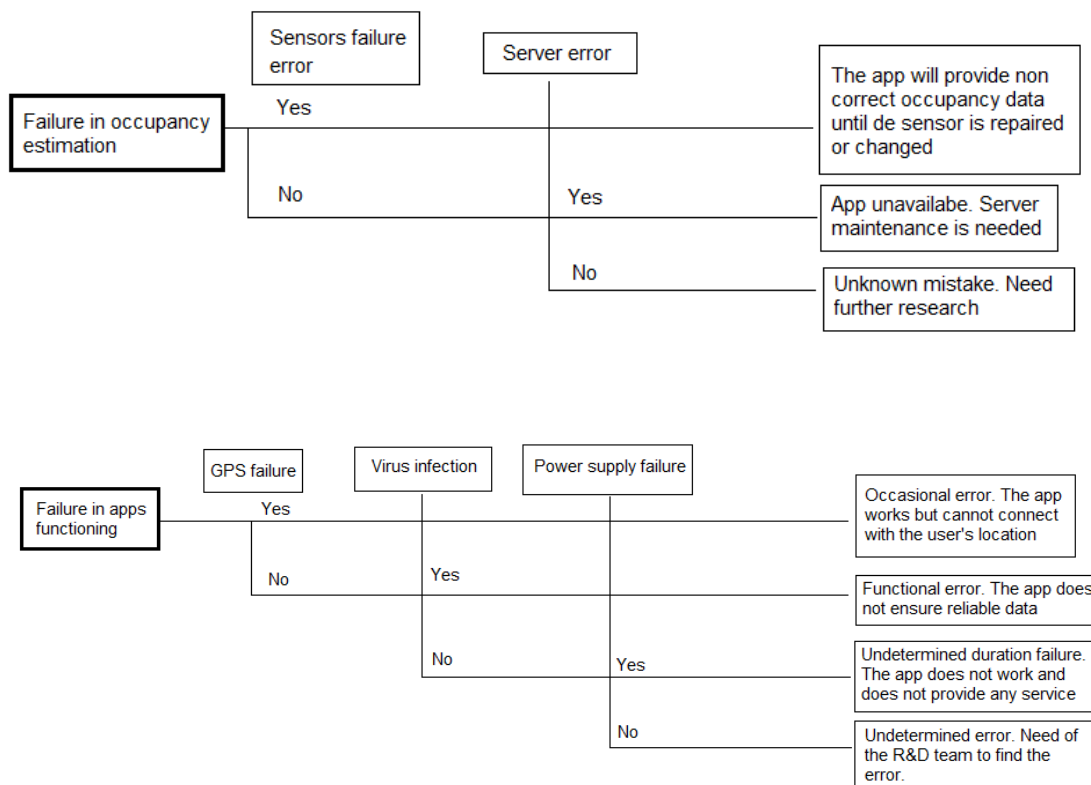 Sensors failure
error
Server error
The app will provide non
correct occupancy data
until de sensor is repaired
or changed
Yes
Failure in occupancy
estimation
No
Yes
App unavailabe. Server
maintenance is needed
No
Unknown mistake. Need
further research
GPS failure
Virus infection
Power supply failure
Occasional error. The app
works but cannot connect
with the user's location
Yes
Failure in apps
functioning
No
Yes
Functional error. The app does
not ensure reliable data
No
Yes
Undetermined duration failure.
The app does not work and
does not provide any service
No
Undetermined error. Need of
the R&D team to find the
error.